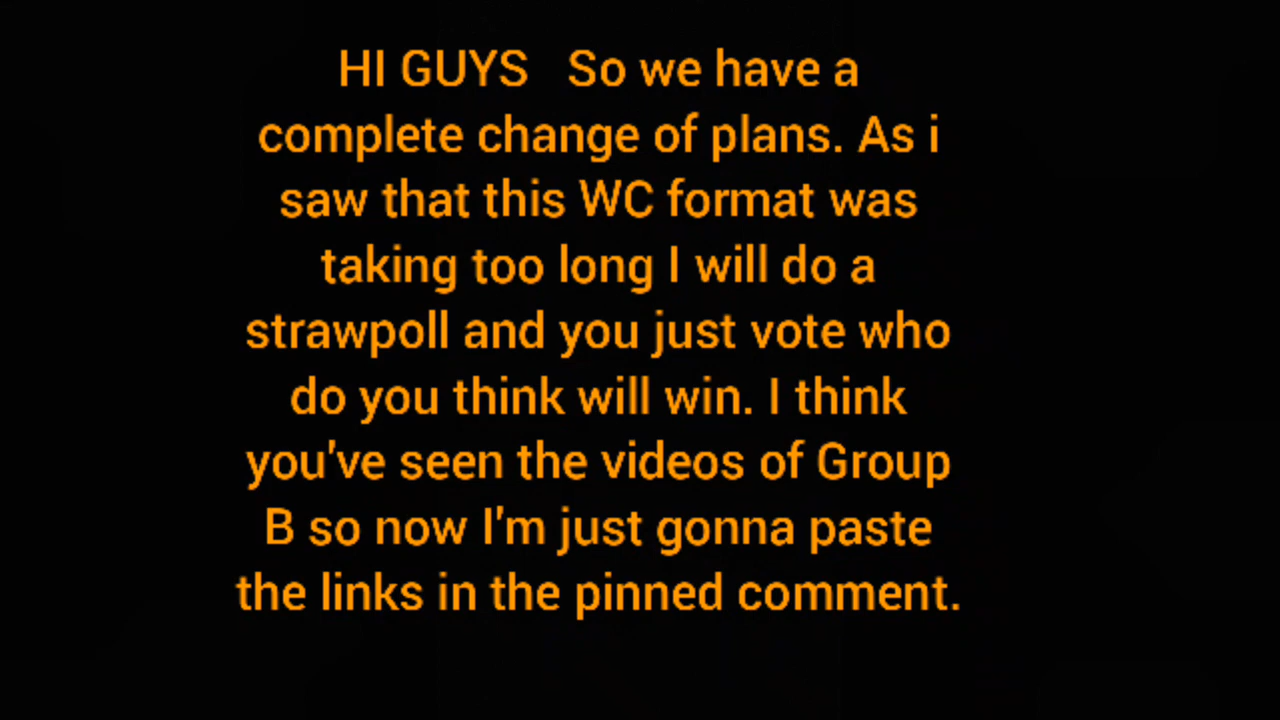 HI GUYS   So we have a
complete change of plans. As i
saw that this WC format was
taking too long I will do a
strawpoll and you just vote who
do you think will win. I think
you've seen the videos of Group
B so now I'm just gonna paste
the links in the pinned comment.